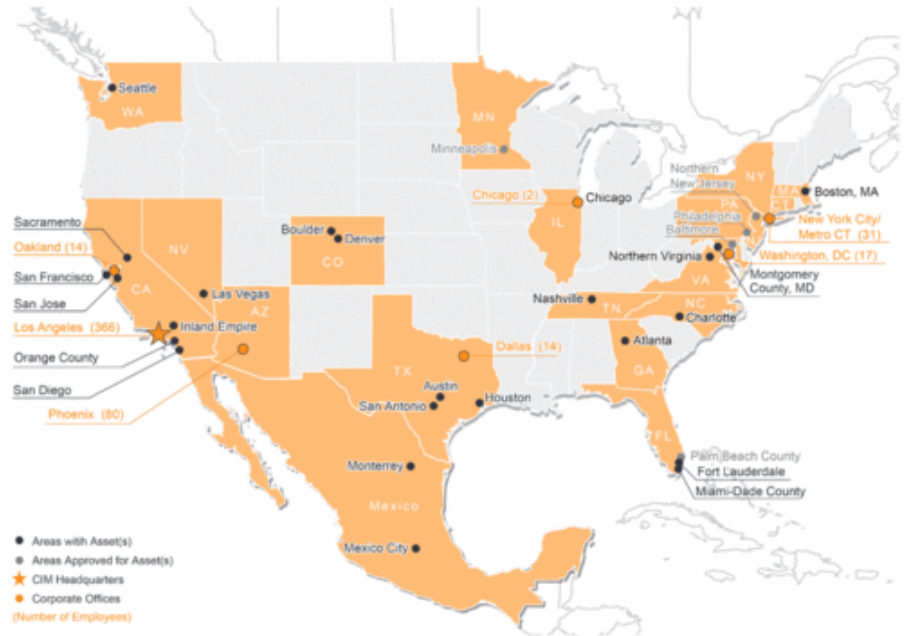 Seattle
WA
MN
Minneapolis
Northern
New Jersey
NY
MA
Boston, MA
Chicago (2)
Chicago
PA
CT
Sacramento
Philadelphia
New York City/
Metro CT (31)
Oakland (14)
NV
Boulder
Denver
IL
Baltimore
Washington, DC (17)
San Francisco
CO
Northern Virginia
CA
VA
Montgomery
County, MD
San Jose
Las Vegas
AZ
Nashville
TN
NC
Los Angeles (366)
Inland Empire
Charlotte
Orange County
Dallas (14)
Atlanta
San Diego
TX
GA
Phoenix (80)
Austin
San Antonio
Houston
FL
Palm Beach County
Monterrey
Fort Lauderdale
Miami-Dade County
Mexico
Mexico City
Areas witih Asset(s)
Areas Approved for Asset(s)
CIM Headquarters
Corporate Offices
(Number of Employees)